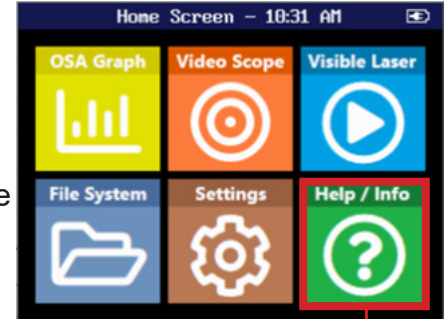 Home Screen – 10:31 AM
OSA Graph Video Scope Visible Laser
e
File System Settings Help / Info
?